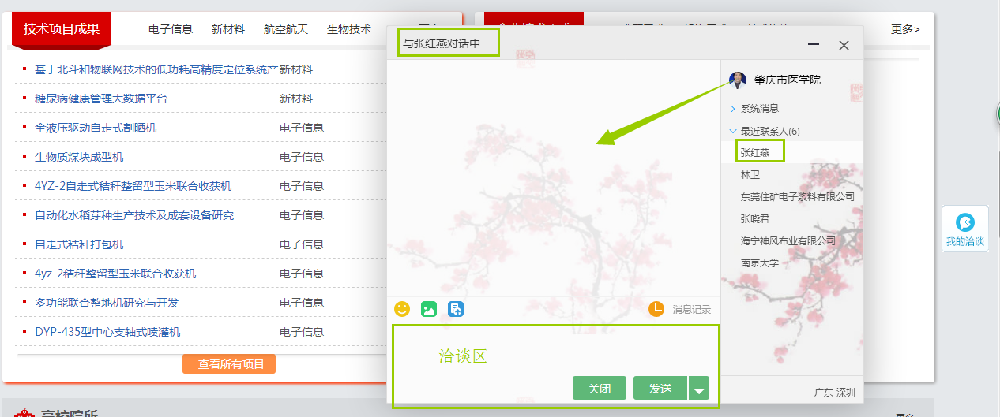 技术项目成果
电子信息 新材料 航空航天 生物技术
更多>
基于北斗和物联网技术的低功耗高精度定位系统产 新材料
糖尿病健康管理大数据平台 新材料
全液压驱动自走式割晒机 电子信息
生物质煤块成型机 电子信息
4YZ-2自走式秸秆整留型玉米联合收获机 电子信息
自动化水稻芽种生产技术及成套设备研究 电子信息
自走式秸秆打包机 电子信息
4yz-2秸秆整留型玉米联合收获机 电子信息
多功能联合整地机研究与开发 电子信息
DYP-435型中心支轴式喷灌机 电子信息
查看所有项目
高校院所
与张红燕对话中
肇庆市医学院
系统消息
最近联系人(6)
张红燕
林卫
东莞住矿电子浆料有限公司
张晓君
海宁神风布业有限公司
南京大学
消息记录
洽谈区
关闭 发送
广东 深圳
我的洽谈